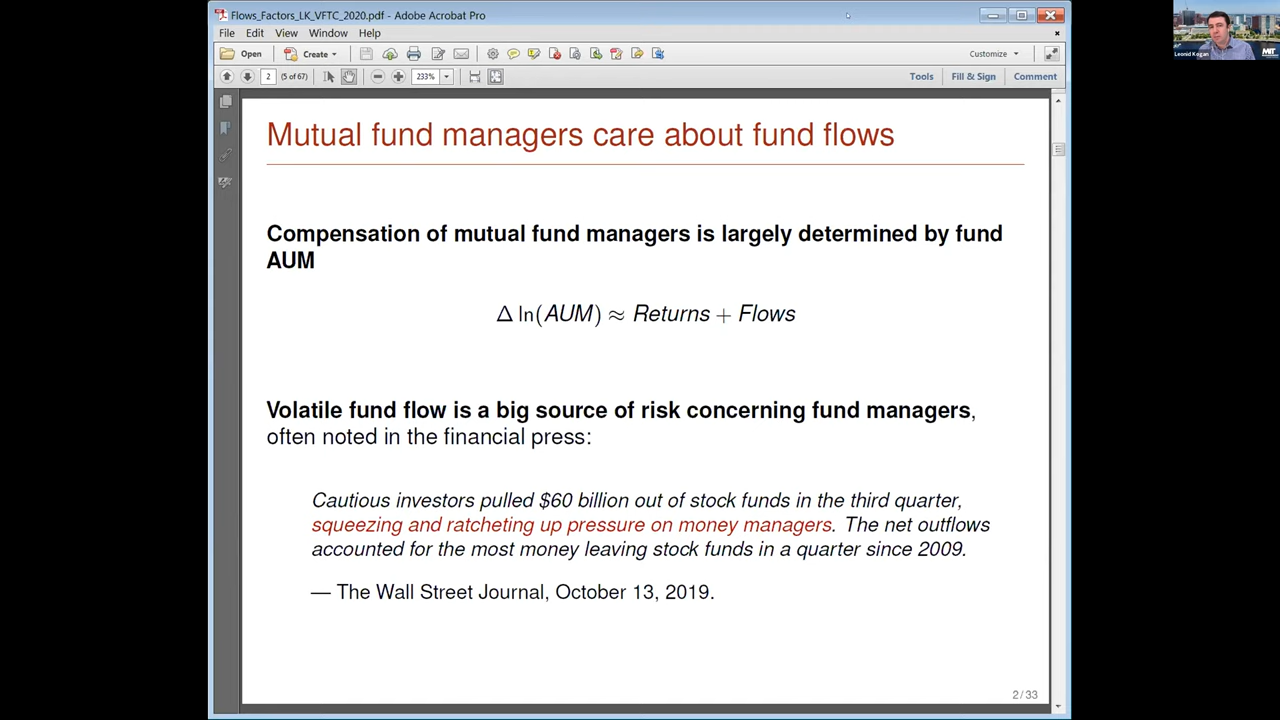 Flows_Factors_LK_VFTC_2020.pdf - Adobe Acrobat Pro
File Edit View Window Help
Open Create Customize
2 (5 of 67) 233% Tools Fill & Sign Comment
Mutual fund managers care about fund flows
Compensation of mutual fund managers is largely determined by fund
AUM
Δ ln(AUM) ≈ Returns + Flows
Volatile fund flow is a big source of risk concerning fund managers,
often noted in the financial press:
Cautious investors pulled $60 billion out of stock funds in the third quarter,
squeezing and ratcheting up pressure on money managers. The net outflows
accounted for the most money leaving stock funds in a quarter since 2009.
— The Wall Street Journal, October 13, 2019.
2 / 33
Leonid Kogan
MIT